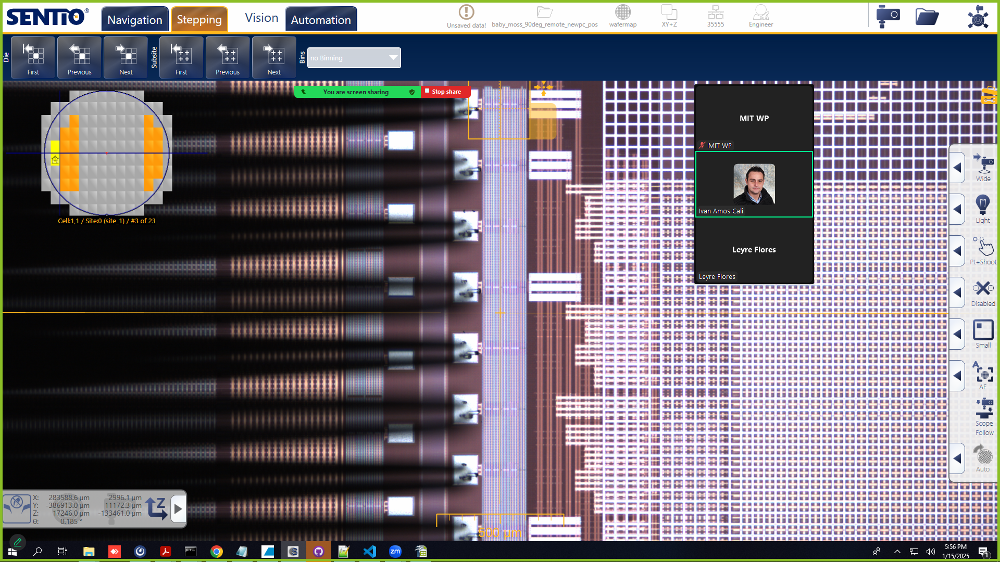 SENTIO®
Navigation
Stepping
Vision
Automation
Unsaved data!
baby_moss_90deg_remote_newpc_pos
wafermap
XY+Z
35555
Engineer
Die
First
Previous
Next
Subsite
First
Previous
Next
Bins
no Binning
You are screen sharing
Stop share
MIT WP
MIT WP
Ivan Amos Cali
Leyre Flores
Leyre Flores
Cell:1,1 / Site:0 (site_1) / #3 of 23
Wide
Light
Pt+Shoot
Disabled
Small
A
AF
Scope
Follow
Auto
X: 283588.6 µm 2996.1 µm
Y: -386913.0 µm 11172.3 µm
Z: 17246.0 µm -133461.0 µm
θ: 0.185 °
Z
500 µm
zm
5:56 PM
1/15/2025
1